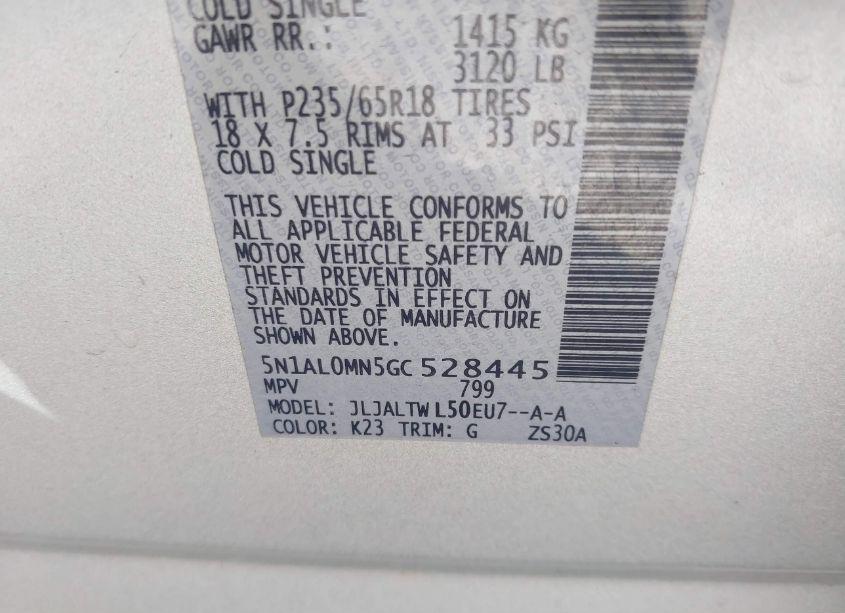 COLD SINGLE
GAWR RR.: 1415 KG
3120 LB
WITH P235/65R18 TIRES
18 X 7.5 RIMS AT 33 PSI
COLD SINGLE
THIS VEHICLE CONFORMS TO
ALL APPLICABLE FEDERAL
MOTOR VEHICLE SAFETY AND
THEFT PREVENTION
STANDARDS IN EFFECT ON
THE DATE OF MANUFACTURE
SHOWN ABOVE.
5N1AL0MN5GC528445
MPV 799
MODEL: JLJALTWL50EU7--A-A
COLOR: K23 TRIM: G ZS30A